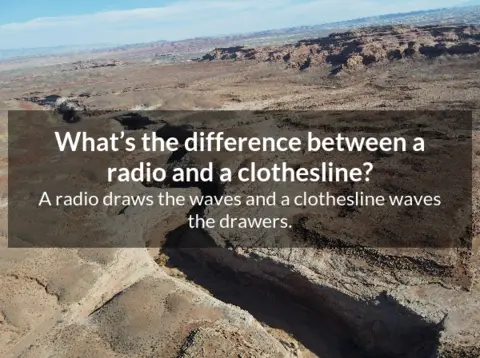 What’s the difference between a
radio and a clothesline?
A radio draws the waves and a clothesline waves
the drawers.